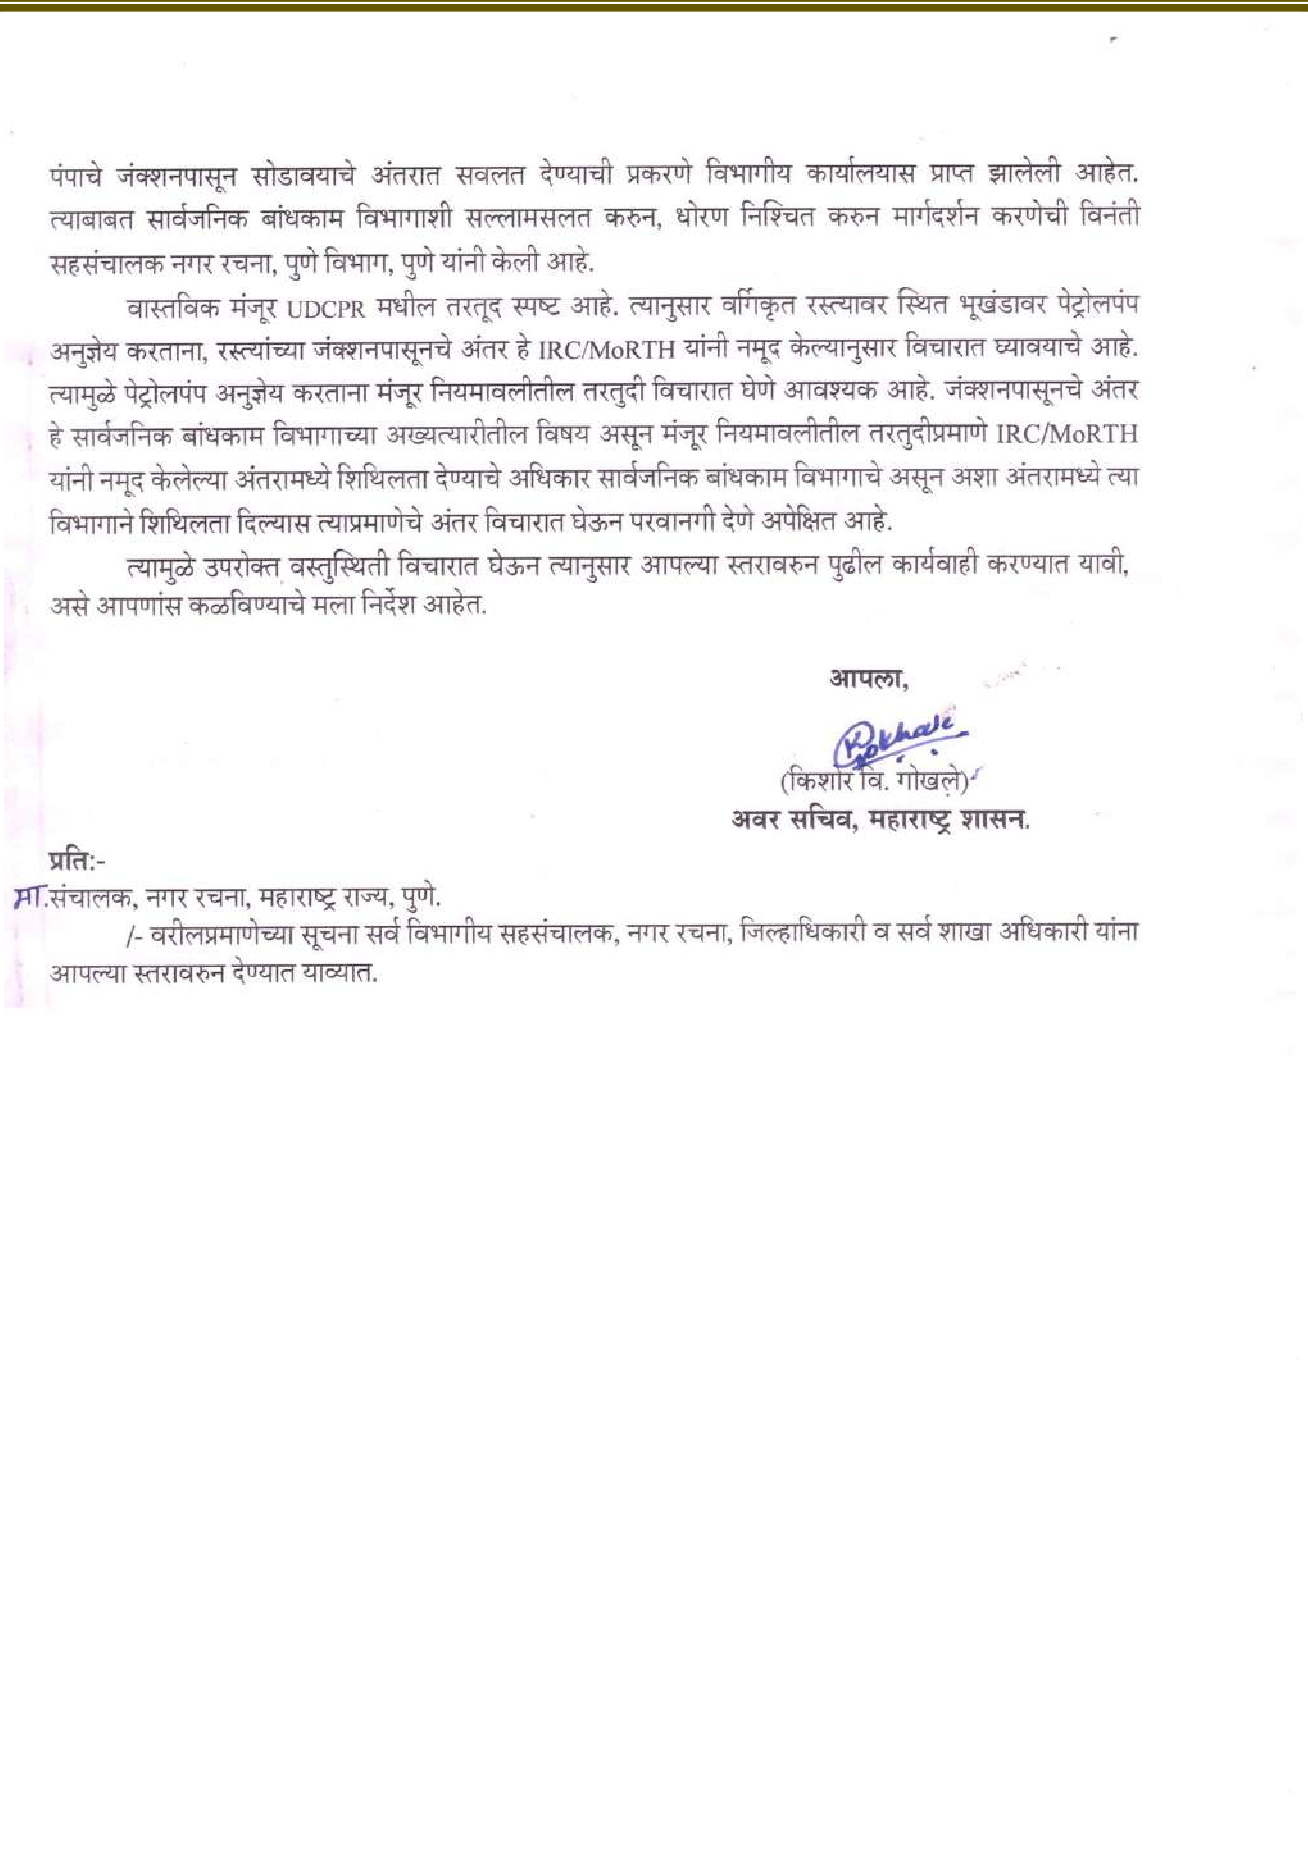 पंपाचे जंक्शनपासून सोडावयाचे अंतरात सवलत देण्याची प्रकरणे विभागीय कार्यालयास प्राप्त झालेली आहेत.
त्याबाबत सार्वजनिक बांधकाम विभागाशी सल्लामसलत करुन, धोरण निश्चित करुन मार्गदर्शन करणेची विनंती
सहसंचालक नगर रचना, पुणे विभाग, पुणे यांनी केली आहे.
वास्तविक मंजूर UDCPR मधील तरतूद स्पष्ट आहे. त्यानुसार वर्गिकृत रस्त्यावर स्थित भूखंडावर पेट्रोलपंप
अनुज्ञेय करताना, रस्त्यांच्या जंक्शनपासूनचे अंतर हे IRC/MoRTH यांनी नमूद केल्यानुसार विचारात घ्यावयाचे आहे.
त्यामुळे पेट्रोलपंप अनुज्ञेय करताना मंजूर नियमावलीतील तरतुदी विचारात घेणे आवश्यक आहे. जंक्शनपासूनचे अंतर
हे सार्वजनिक बांधकाम विभागाच्या अख्यत्यारीतील विषय असून मंजूर नियमावलीतील तरतुदीप्रमाणे IRC/MoRTH
यांनी नमूद केलेल्या अंतरामध्ये शिथिलता देण्याचे अधिकार सार्वजनिक बांधकाम विभागाचे असून अशा अंतरामध्ये त्या
विभागाने शिथिलता दिल्यास त्याप्रमाणेचे अंतर विचारात घेऊन परवानगी देणे अपेक्षित आहे.
त्यामुळे उपरोक्त वस्तुस्थिती विचारात घेऊन त्यानुसार आपल्या स्तरावरुन पुढील कार्यवाही करण्यात यावी,
असे आपणांस कळविण्याचे मला निर्देश आहेत.
आपला,
Gokhale
(किशोर वि. गोखले)
अवर सचिव, महाराष्ट्र शासन.
प्रति:-
मा.संचालक, नगर रचना, महाराष्ट्र राज्य, पुणे.
/- वरीलप्रमाणेच्या सूचना सर्व विभागीय सहसंचालक, नगर रचना, जिल्हाधिकारी व सर्व शाखा अधिकारी यांना
आपल्या स्तरावरुन देण्यात याव्यात.